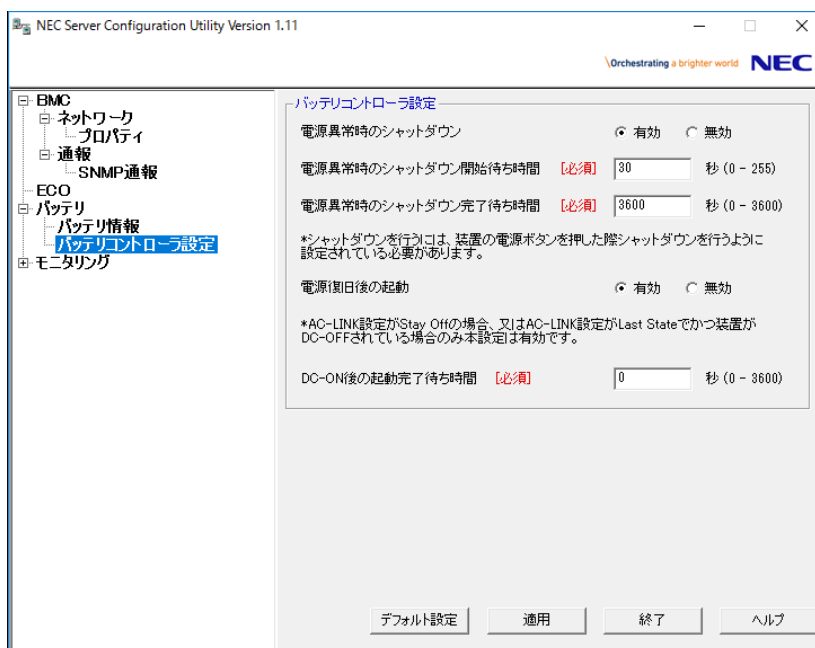 NEC Server Configuration Utility Version 1.11
\Orchestrating a brighter world NEC
BMC
ネットワーク
プロパティ
通報
SNMP通報
ECO
バッテリ
バッテリ情報
バッテリコントローラ設定
モニタリング
バッテリコントローラ設定
電源異常時のシャットダウン 有効 無効
電源異常時のシャットダウン開始待ち時間 [必須] 30 秒 (0 - 255)
電源異常時のシャットダウン完了待ち時間 [必須] 3600 秒 (0 - 3600)
*シャットダウンを行うには、装置の電源ボタンを押した際シャットダウンを行うように
設定されている必要があります。
電源復旧後の起動 有効 無効
*AC-LINK設定がStay Offの場合、又はAC-LINK設定がLast Stateでかつ装置が
DC-OFFされている場合のみ本設定は有効です。
DC-ON後の起動完了待ち時間 [必須] 0 秒 (0 - 3600)
デフォルト設定 適用 終了 ヘルプ